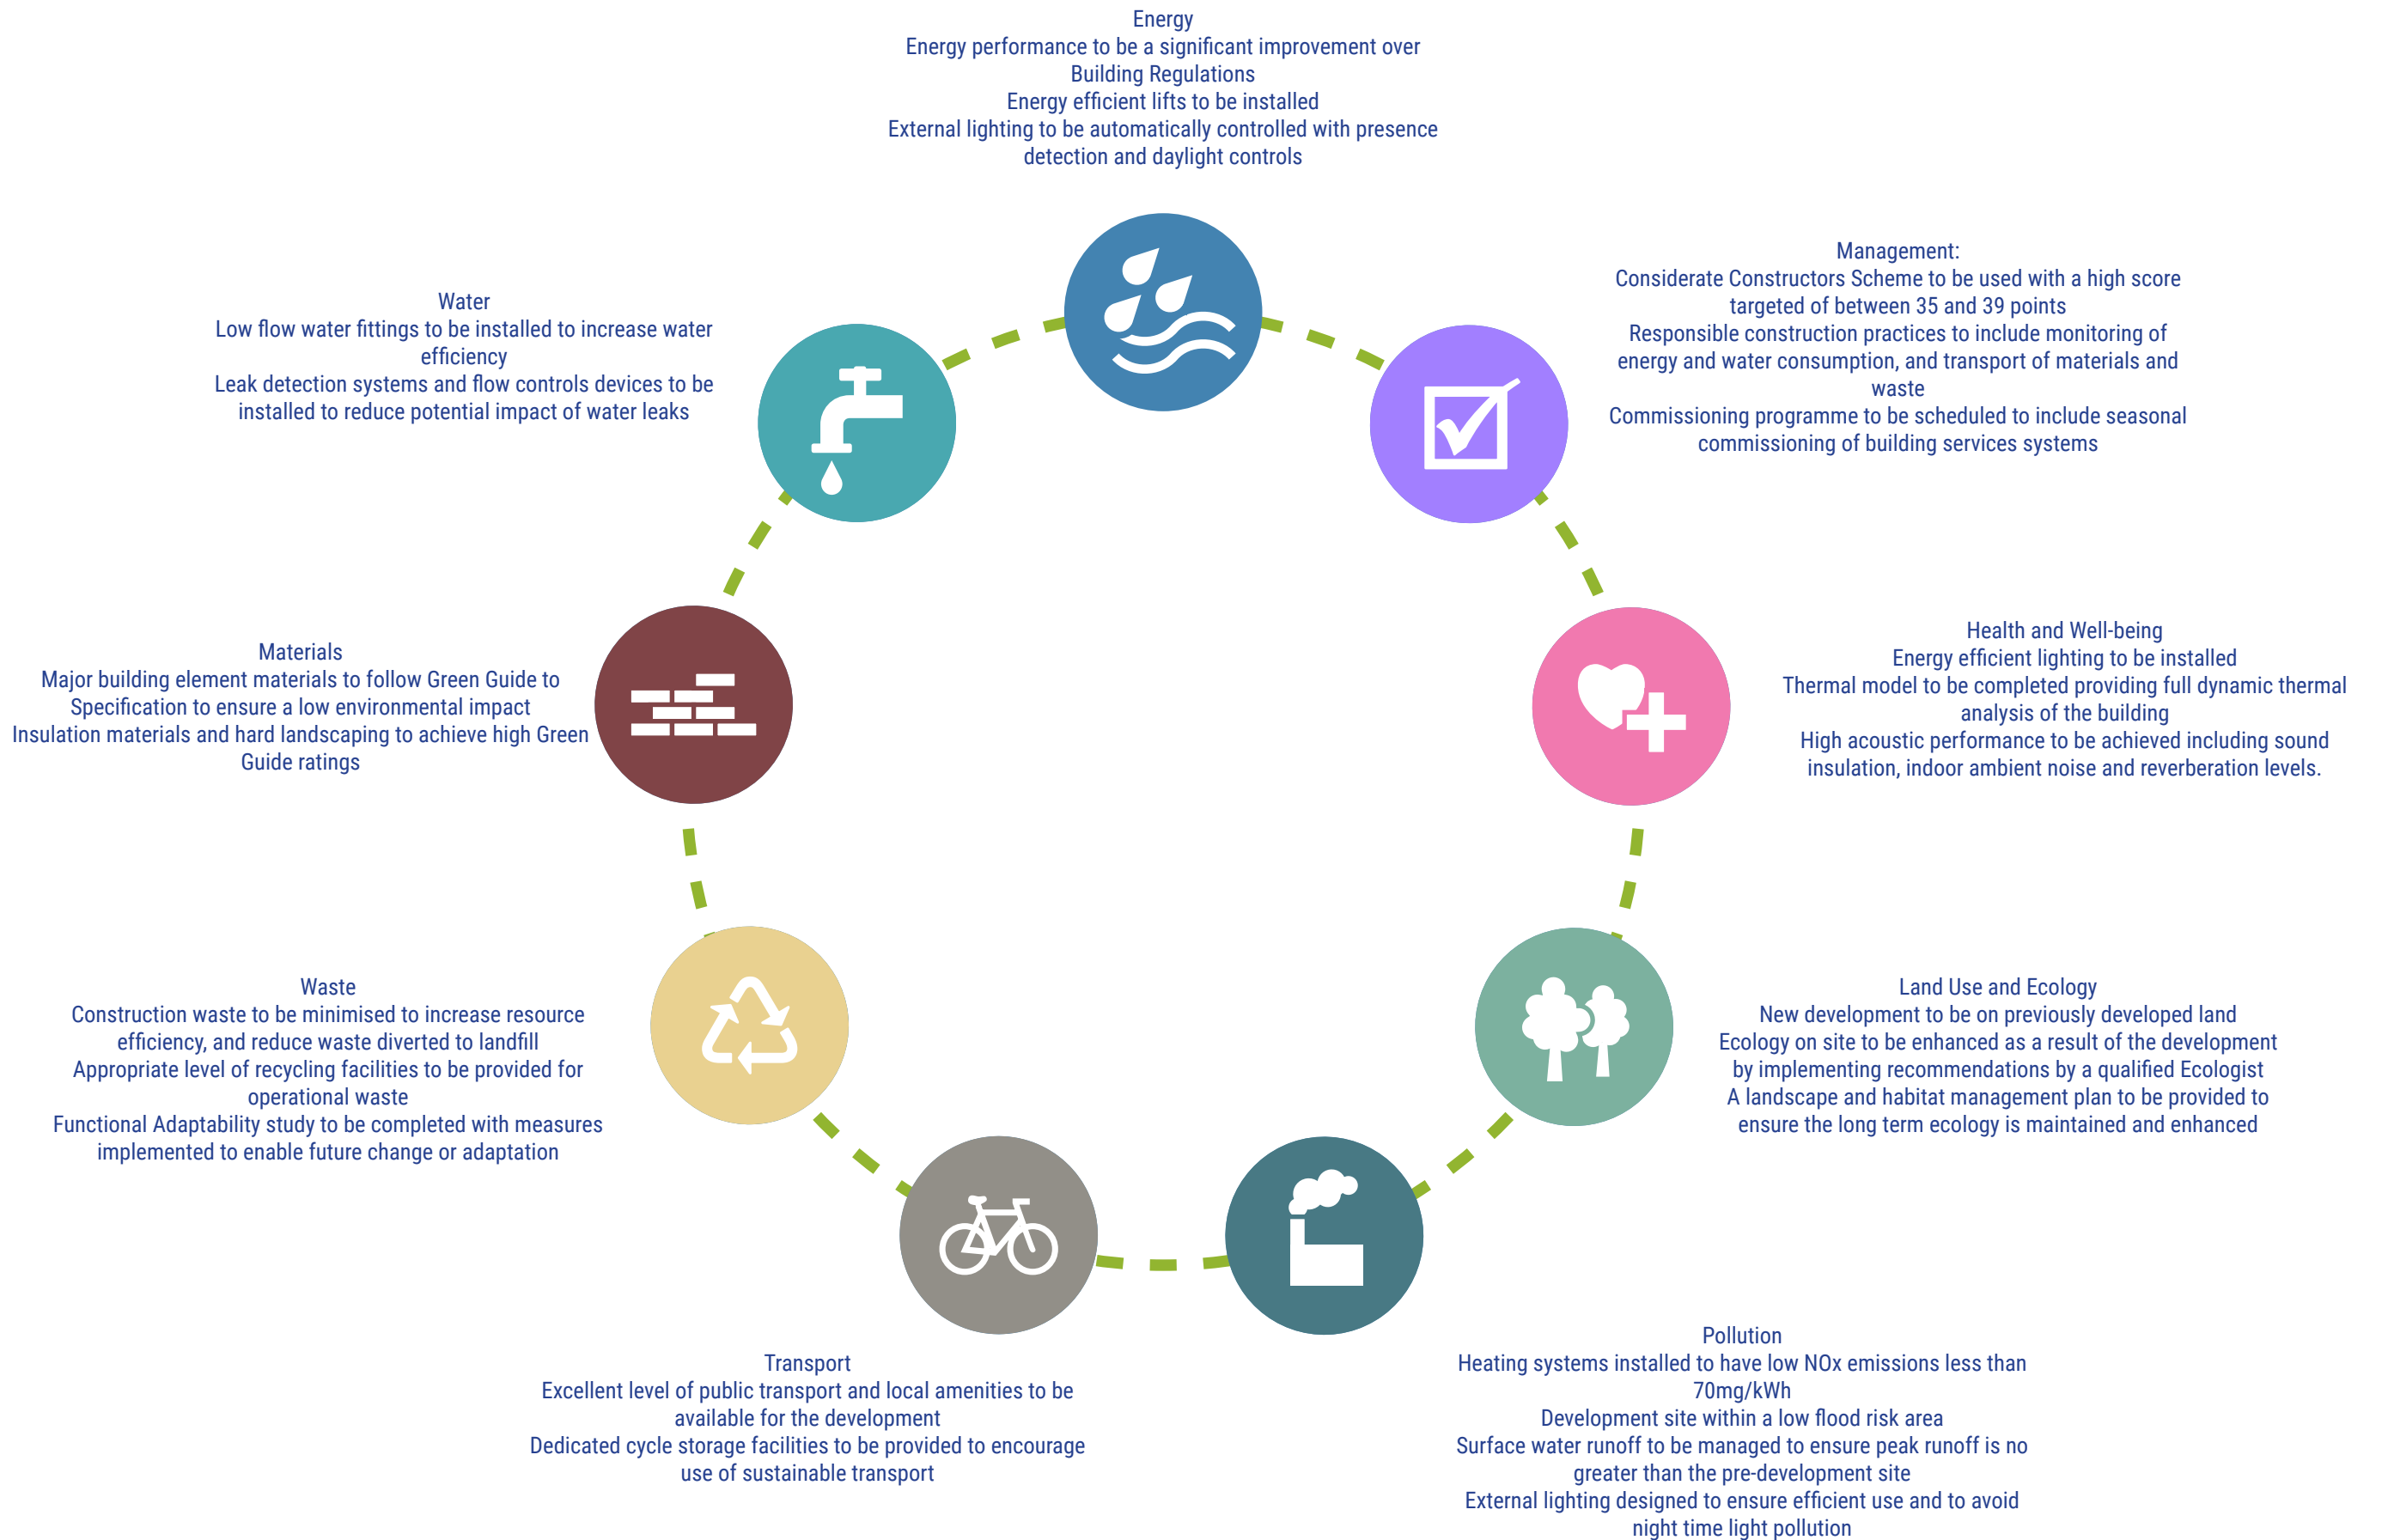 Energy
Energy performance to be a significant improvement over
Building Regulations
Energy efficient lifts to be installed
External lighting to be automatically controlled with presence
detection and daylight controls
Management:
Considerate Constructors Scheme to be used with a high score
targeted of between 35 and 39 points
Responsible construction practices to include monitoring of
energy and water consumption, and transport of materials and
waste
Commissioning programme to be scheduled to include seasonal
commissioning of building services systems
Health and Well-being
Energy efficient lighting to be installed
Thermal model to be completed providing full dynamic thermal
analysis of the building
High acoustic performance to be achieved including sound
insulation, indoor ambient noise and reverberation levels.
Land Use and Ecology
New development to be on previously developed land
Ecology on site to be enhanced as a result of the development
by implementing recommendations by a qualified Ecologist
A landscape and habitat management plan to be provided to
ensure the long term ecology is maintained and enhanced
Pollution
Heating systems installed to have low NOx emissions less than
70mg/kWh
Development site within a low flood risk area
Surface water runoff to be managed to ensure peak runoff is no
greater than the pre-development site
External lighting designed to ensure efficient use and to avoid
night time light pollution
Transport
Excellent level of public transport and local amenities to be
available for the development
Dedicated cycle storage facilities to be provided to encourage
use of sustainable transport
Waste
Construction waste to be minimised to increase resource
efficiency, and reduce waste diverted to landfill
Appropriate level of recycling facilities to be provided for
operational waste
Functional Adaptability study to be completed with measures
implemented to enable future change or adaptation
Materials
Major building element materials to follow Green Guide to
Specification to ensure a low environmental impact
Insulation materials and hard landscaping to achieve high Green
Guide ratings
Water
Low flow water fittings to be installed to increase water
efficiency
Leak detection systems and flow controls devices to be
installed to reduce potential impact of water leaks